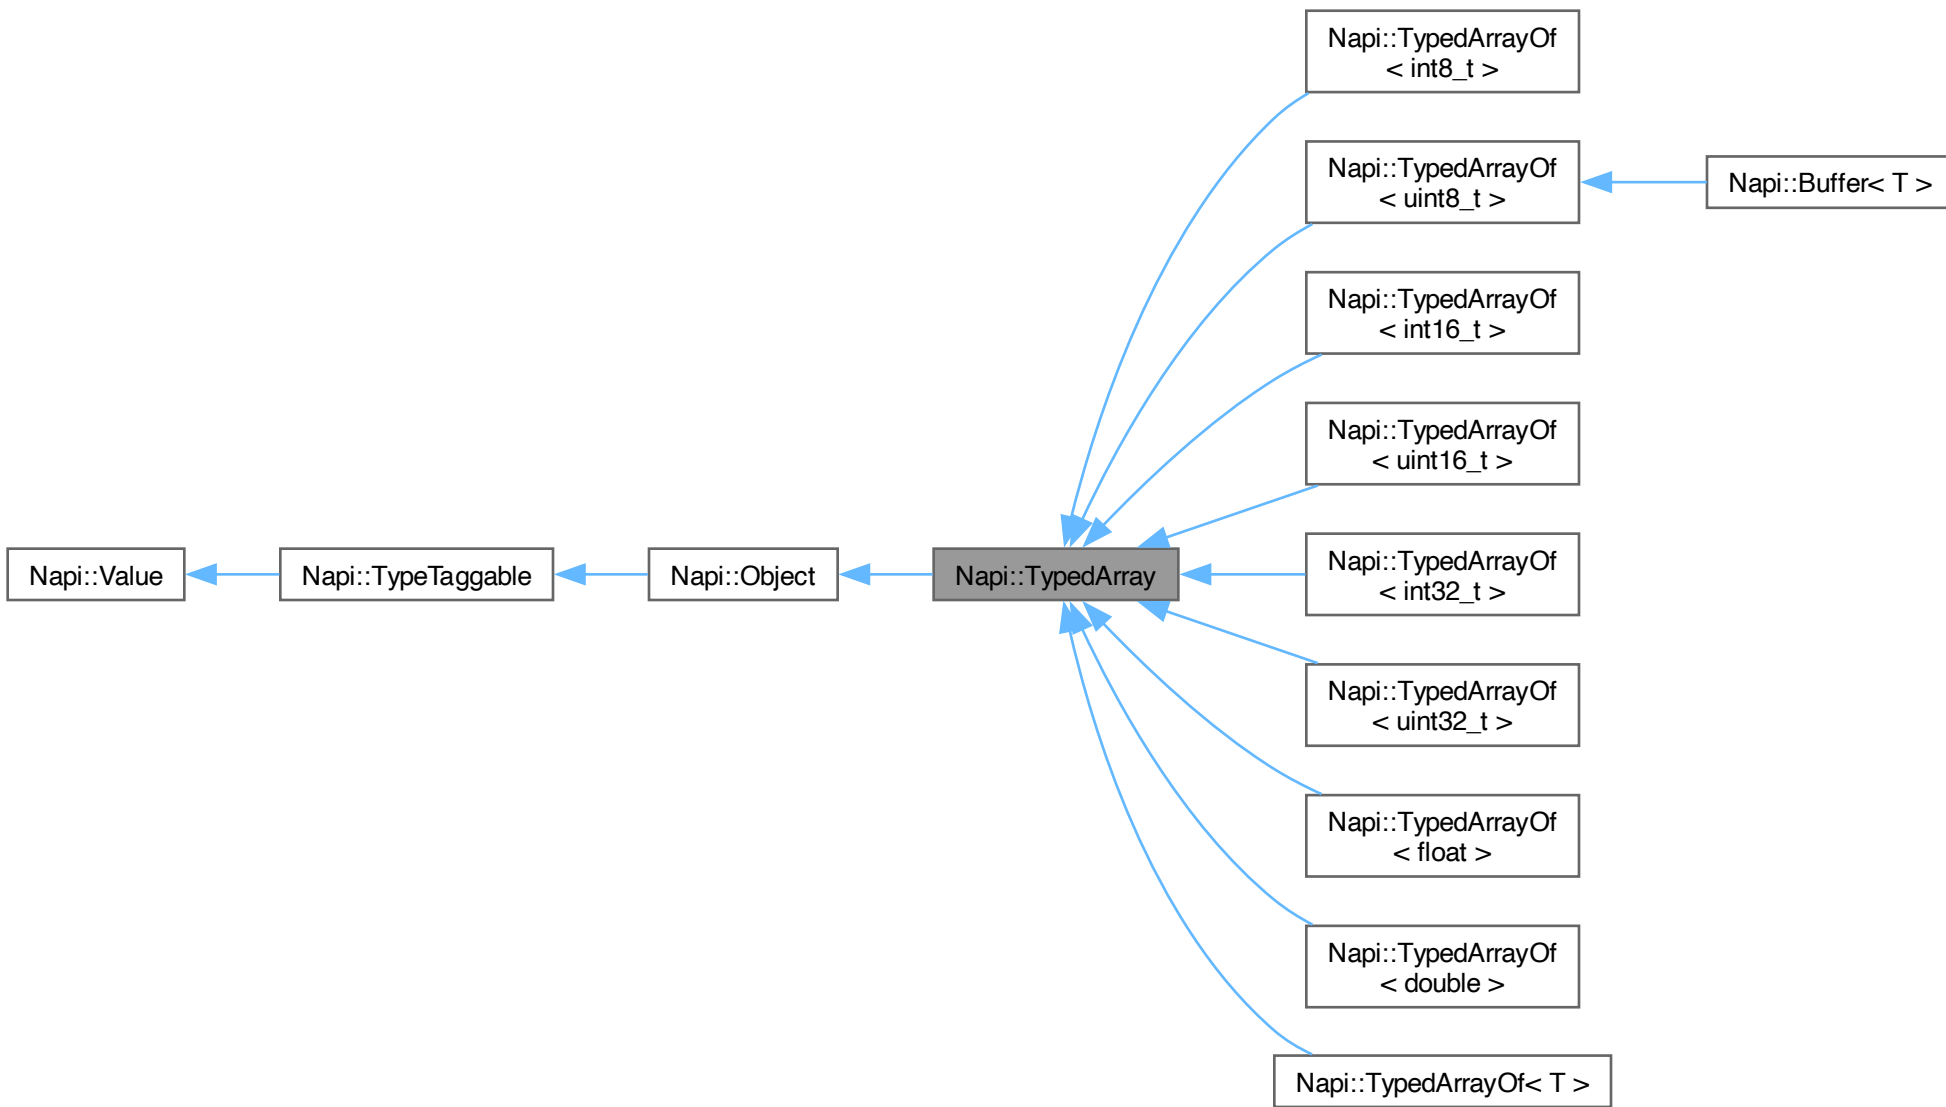 Napi::TypedArrayOf
< int8_t >
Napi::TypedArrayOf
< uint8_t >
Napi::Buffer< T >
Napi::TypedArrayOf
< int16_t >
Napi::TypedArrayOf
< uint16_t >
Napi::Value
Napi::TypeTaggable
Napi::Object
Napi::TypedArray
Napi::TypedArrayOf
< int32_t >
Napi::TypedArrayOf
< uint32_t >
Napi::TypedArrayOf
< float >
Napi::TypedArrayOf
< double >
Napi::TypedArrayOf< T >